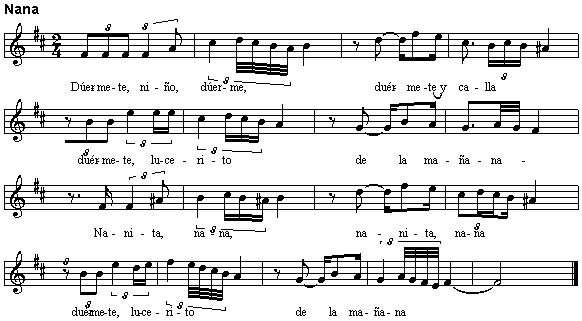 Nana
Dúer-me-te, ni-ño, dúer-me, duér-me-te y ca-lla
duér-me-te, lu-ce-ri-to de la ma-ña-na-
Na-ni-ta, na na, na-ni-ta, na-na
duér-me-te, lu-ce-ri-to de la ma-ña-na